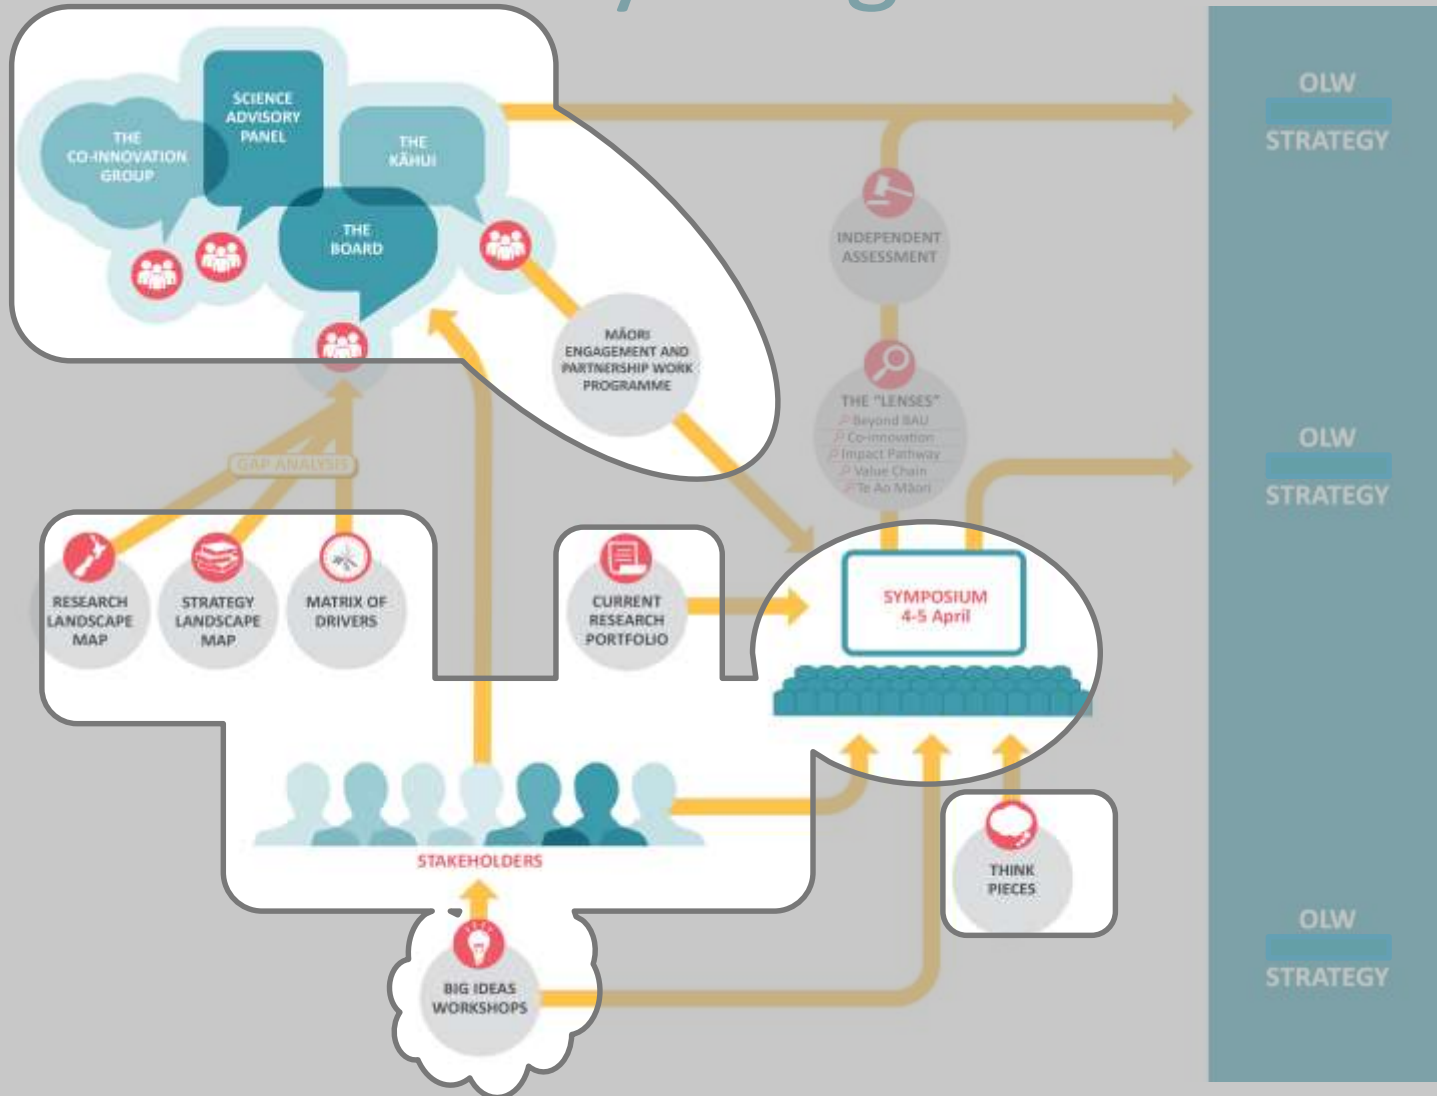 THE
CO-INNOVATION
GROUP
SCIENCE
ADVISORY
PANEL
THE
KĀHUI
THE
BOARD
MĀORI
ENGAGEMENT AND
PARTNERSHIP WORK
PROGRAMME
INDEPENDENT
ASSESSMENT
THE "LENSES"
Beyond BAU
Co-innovation
Impact Pathway
Value Chain
Te Ao Māori
GAP ANALYSIS
RESEARCH
LANDSCAPE
MAP
STRATEGY
LANDSCAPE
MAP
MATRIX OF
DRIVERS
CURRENT
RESEARCH
PORTFOLIO
SYMPOSIUM
4-5 April
STAKEHOLDERS
THINK
PIECES
BIG IDEAS
WORKSHOPS
OLW
STRATEGY
OLW
STRATEGY
OLW
STRATEGY